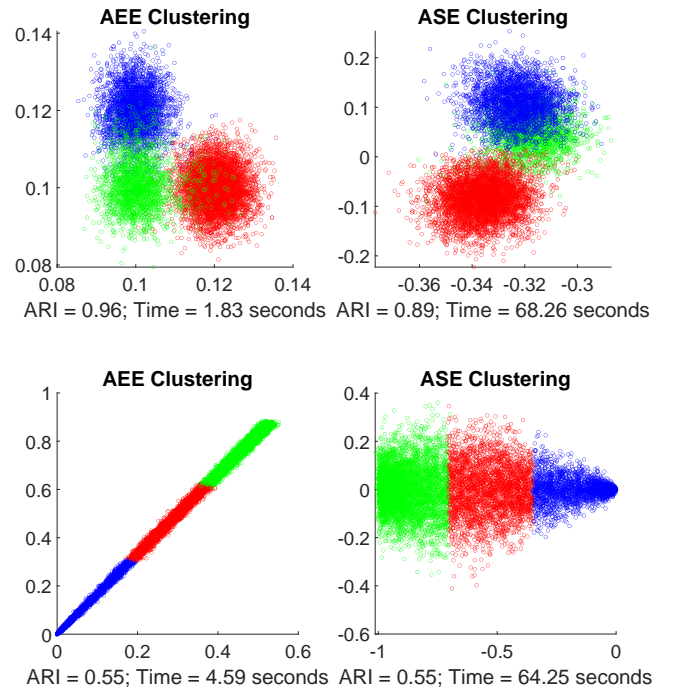 AEE Clustering
0.14
0.12
0.1
0.08
0.08 0.1 0.12 0.14
ARI = 0.96; Time = 1.83 seconds
ASE Clustering
0.2
0.1
0
-0.1
-0.2
-0.36 -0.34 -0.32 -0.3
ARI = 0.89; Time = 68.26 seconds
AEE Clustering
1
0.8
0.6
0.4
0.2
0
0 0.2 0.4 0.6
ARI = 0.55; Time = 4.59 seconds
ASE Clustering
0.4
0.2
0
-0.2
-0.4
-0.6
-1 -0.5 0
ARI = 0.55; Time = 64.25 seconds